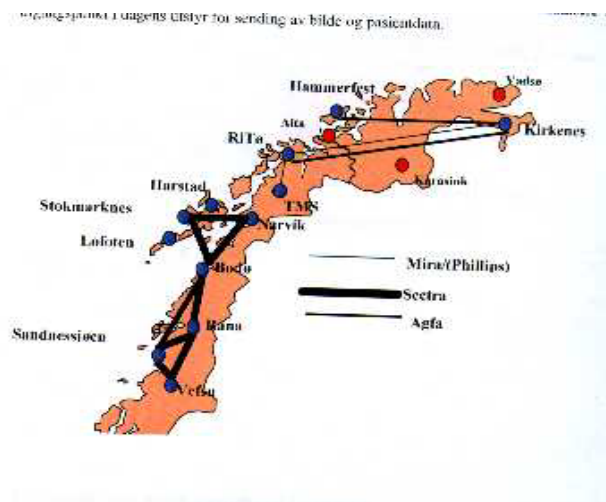 i dagens utstyr for sending av bilde og pasientdata.
Vadsø
Hammerfest
Alta
Kirkenes
RiTø
Karasjok
Harstad
TMS
Stokmarknes
Narvik
Lofoten
Bodø
Mira/(Phillips)
Sectra
Agfa
Rana
Sandnessjøen
Vefsn